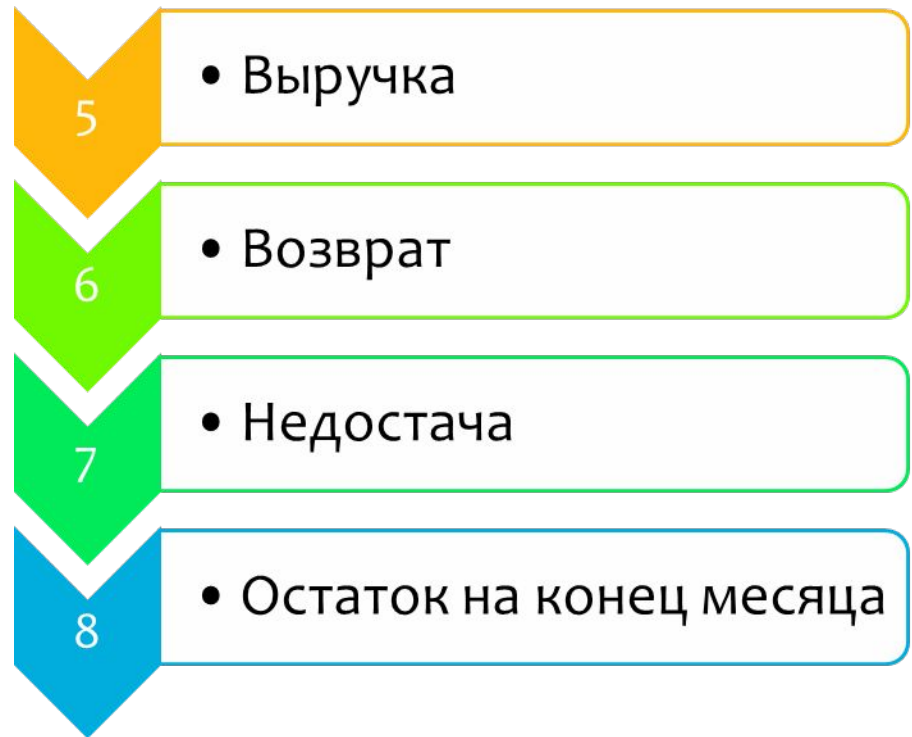 5
• Выручка
6
• Возврат
7
• Недостача
8
• Остаток на конец месяца